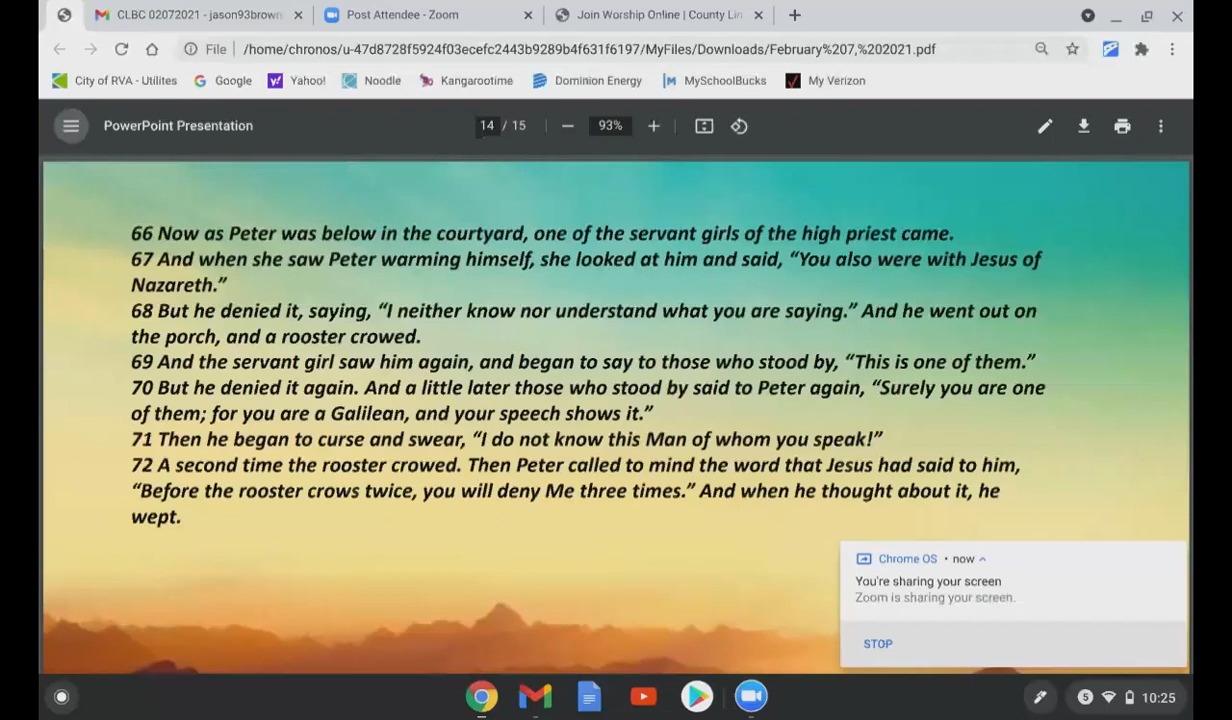 CLBC 02072021 - jason93brown
Post Attendee - Zoom
Join Worship Online | County Lin
File
/home/chronos/u-47d8728f5924f03ecefc2443b9289b4f631f6197/MyFiles/Downloads/February%207,%202021.pdf
City of RVA - Utilites
Google
Yahoo!
Noodle
Kangarootime
Dominion Energy
MySchoolBucks
My Verizon
PowerPoint Presentation
14 / 15
93%
66 Now as Peter was below in the courtyard, one of the servant girls of the high priest came.
67 And when she saw Peter warming himself, she looked at him and said, “You also were with Jesus of
Nazareth.”
68 But he denied it, saying, “I neither know nor understand what you are saying.” And he went out on
the porch, and a rooster crowed.
69 And the servant girl saw him again, and began to say to those who stood by, “This is one of them.”
70 But he denied it again. And a little later those who stood by said to Peter again, “Surely you are one
of them; for you are a Galilean, and your speech shows it.”
71 Then he began to curse and swear, “I do not know this Man of whom you speak!”
72 A second time the rooster crowed. Then Peter called to mind the word that Jesus had said to him,
“Before the rooster crows twice, you will deny Me three times.” And when he thought about it, he
wept.
Chrome OS • now
You're sharing your screen
Zoom is sharing your screen.
STOP
5
10:25